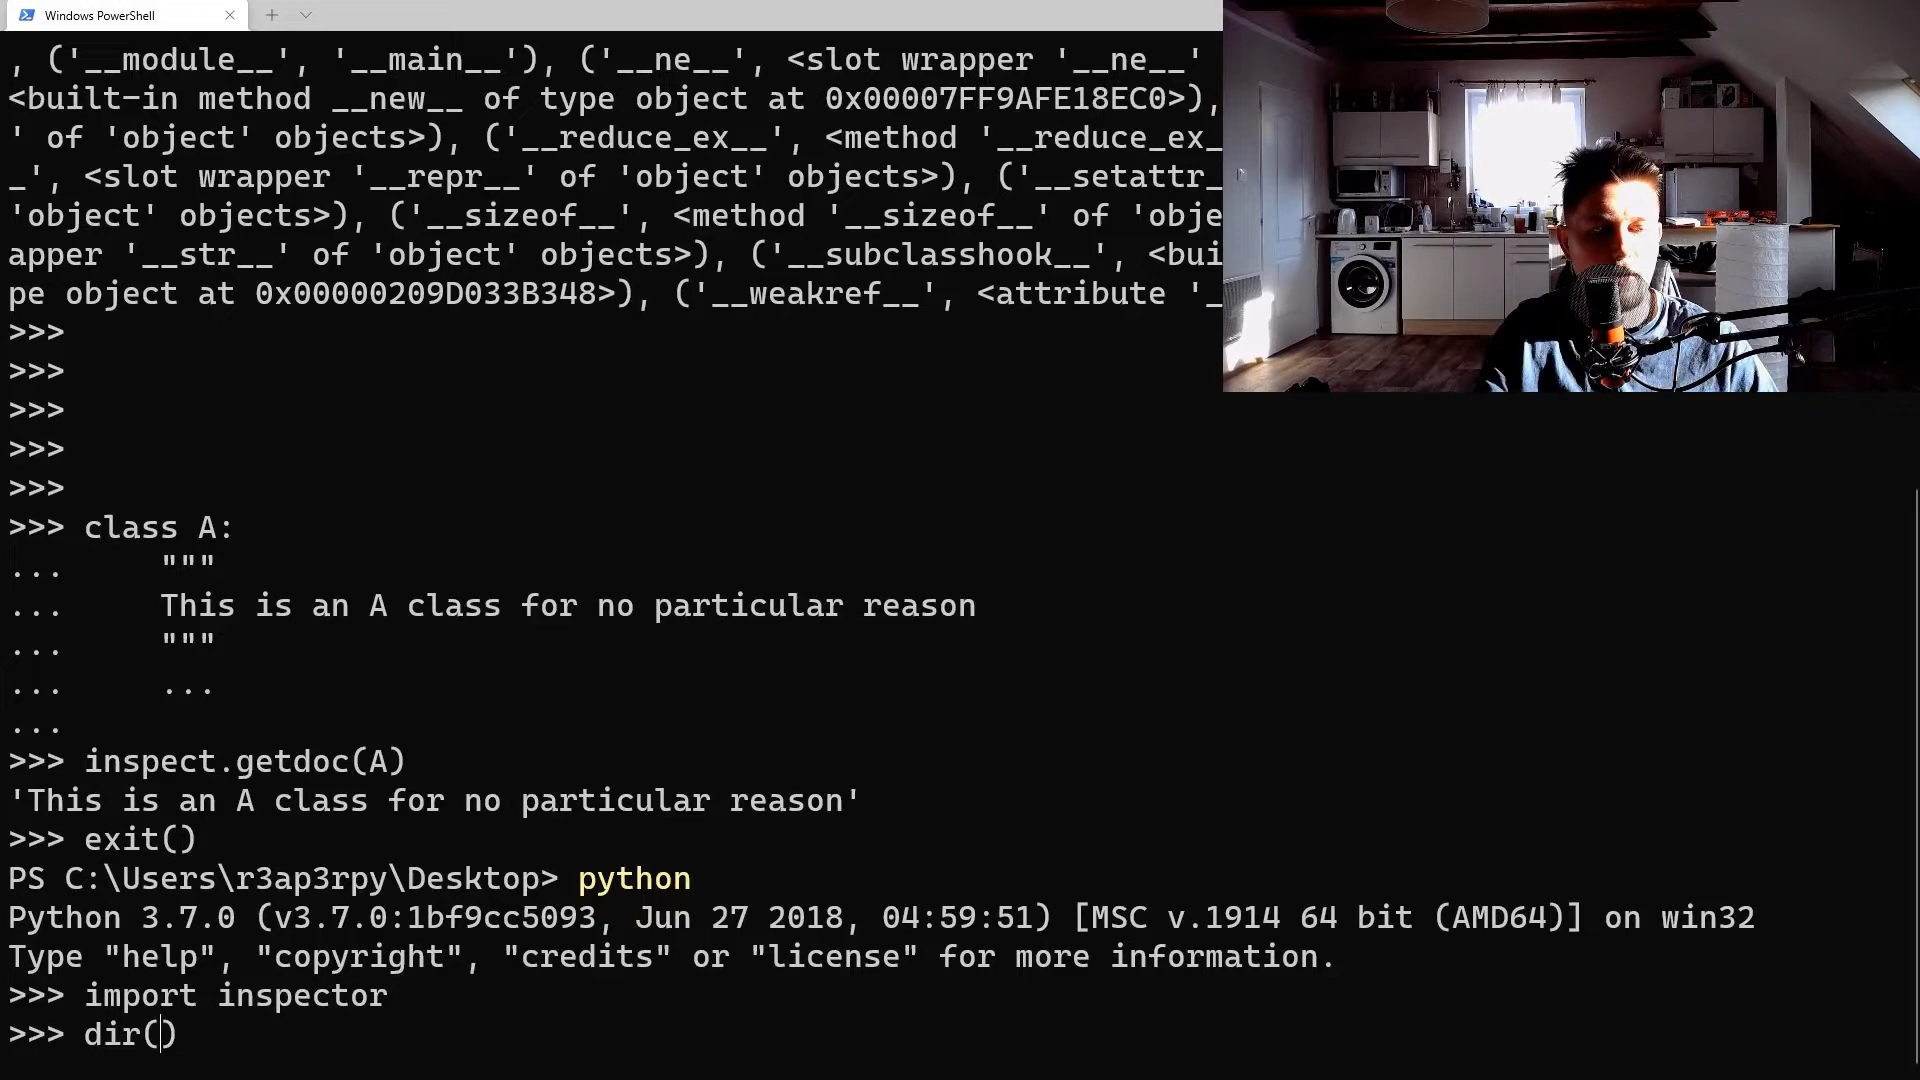 Windows PowerShell
, ('__module__', '__main__'), ('__ne__', <slot wrapper '__ne__'
<built-in method __new__ of type object at 0x00007FF9AFE18EC0>),
' of 'object' objects>), ('__reduce_ex__', <method '__reduce_ex_
_', <slot wrapper '__repr__' of 'object' objects>), ('__setattr_
'object' objects>), ('__sizeof__', <method '__sizeof__' of 'obje
apper '__str__' of 'object' objects>), ('__subclasshook__', <bui
pe object at 0x00000209D033B348>), ('__weakref__', <attribute '_
>>>
>>>
>>>
>>>
>>>
>>> class A:
...     """
...     This is an A class for no particular reason
...     """
...     ...
...
>>> inspect.getdoc(A)
'This is an A class for no particular reason'
>>> exit()
PS C:\Users\r3ap3rpy\Desktop> python
Python 3.7.0 (v3.7.0:1bf9cc5093, Jun 27 2018, 04:59:51) [MSC v.1914 64 bit (AMD64)] on win32
Type "help", "copyright", "credits" or "license" for more information.
>>> import inspector
>>> dir()